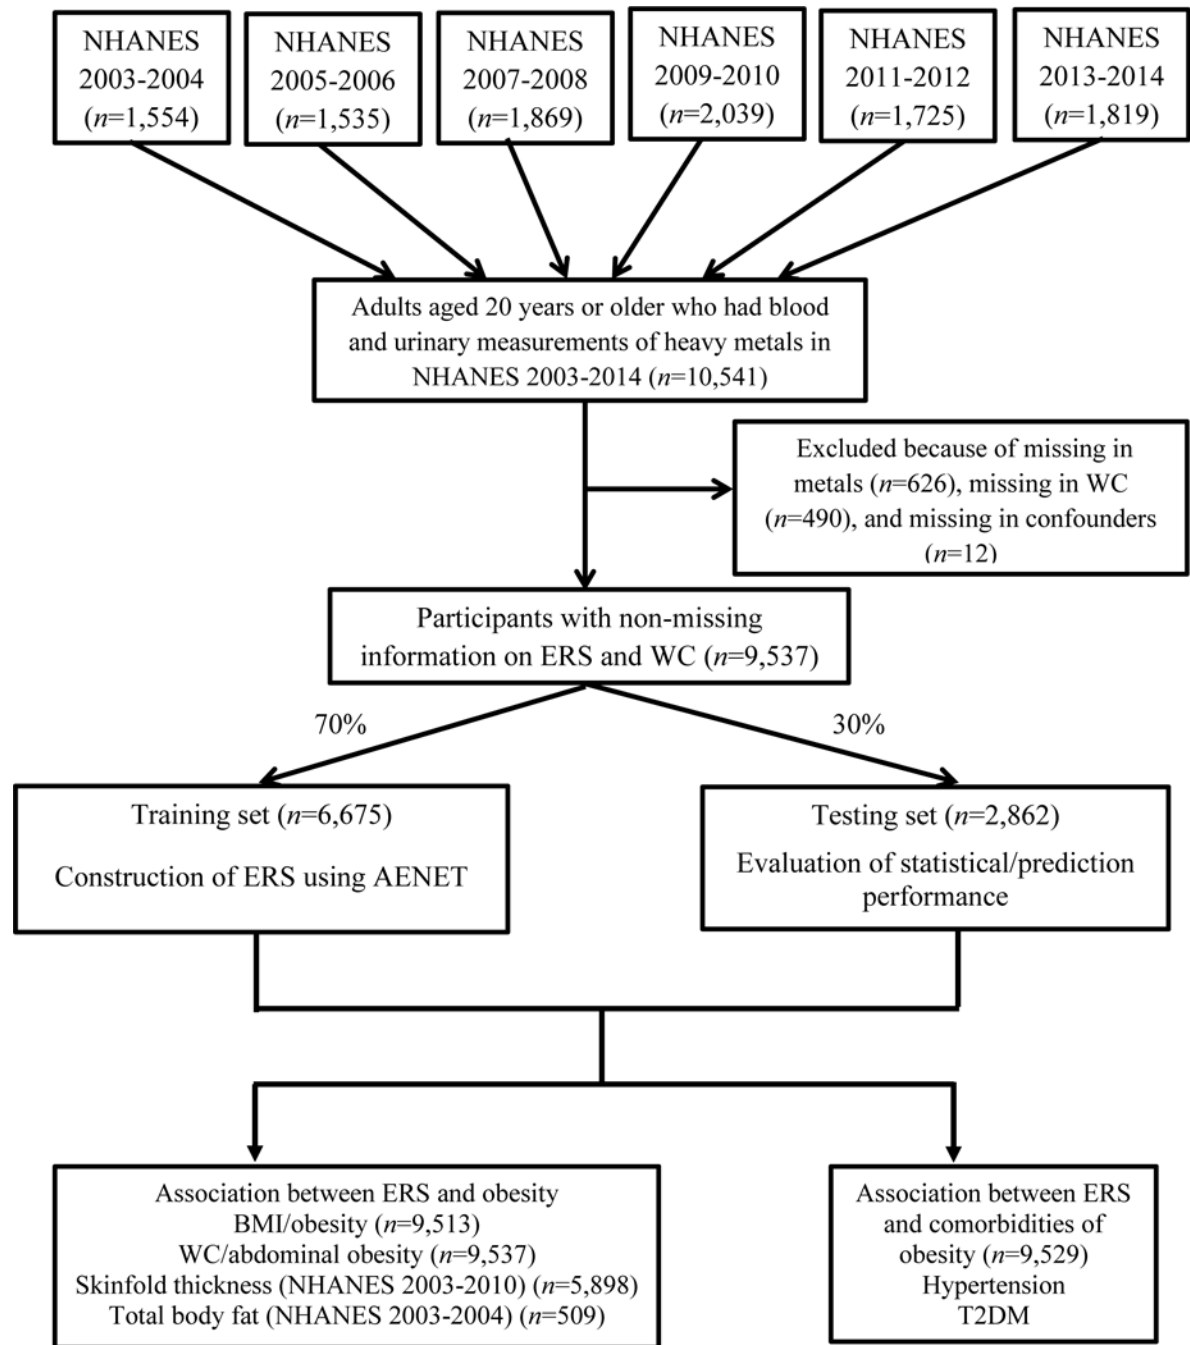 NHANES
2003-2004
(n=1,554)
NHANES
2005-2006
(n=1,535)
NHANES
2007-2008
(n=1,869)
NHANES
2009-2010
(n=2,039)
NHANES
2011-2012
(n=1,725)
NHANES
2013-2014
(n=1,819)
Adults aged 20 years or older who had blood
and urinary measurements of heavy metals in
NHANES 2003-2014 (n=10,541)
Excluded because of missing in
metals (n=626), missing in WC
(n=490), and missing in confounders
(n=12)
Participants with non-missing
information on ERS and WC (n=9,537)
70%
30%
Training set (n=6,675)
Construction of ERS using AENET
Testing set (n=2,862)
Evaluation of statistical/prediction
performance
Association between ERS and obesity
BMI/obesity (n=9,513)
WC/abdominal obesity (n=9,537)
Skinfold thickness (NHANES 2003-2010) (n=5,898)
Total body fat (NHANES 2003-2004) (n=509)
Association between ERS
and comorbidities of
obesity (n=9,529)
Hypertension
T2DM